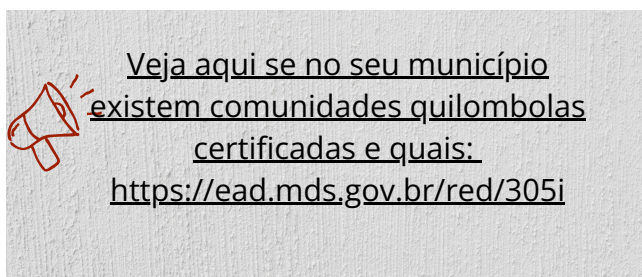 Veja aqui se no seu município
existem comunidades quilombolas
certificadas e quais:
https://ead.mds.gov.br/red/305i